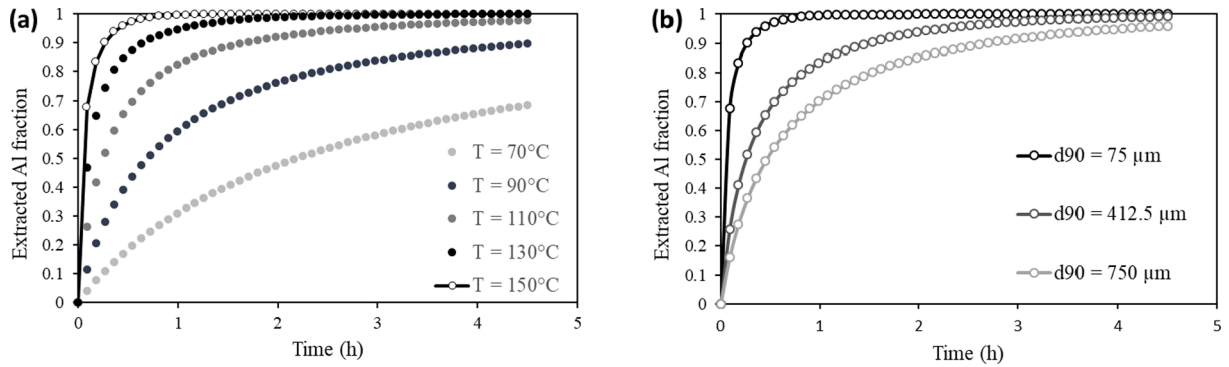 (a)
Extracted Al fraction
1
0.9
0.8
0.7
0.6
0.5
0.4
0.3
0.2
0.1
0
0 1 2 3 4 5
Time (h)
T = 70°C
T = 90°C
T = 110°C
T = 130°C
T = 150°C
(b)
Extracted Al fraction
1
0.9
0.8
0.7
0.6
0.5
0.4
0.3
0.2
0.1
0
0 1 2 3 4 5
Time (h)
d90 = 75 µm
d90 = 412.5 µm
d90 = 750 µm